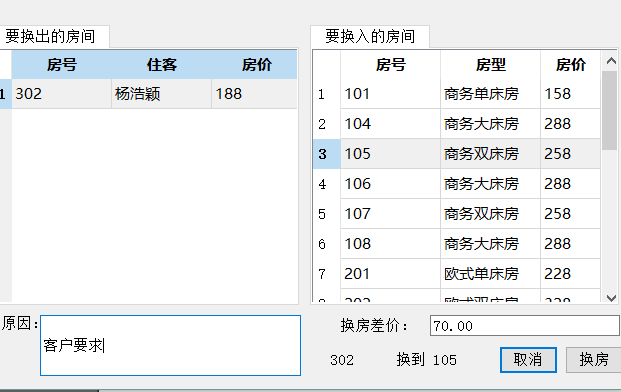 要换出的房间
房号 住客 房价
1 302 杨浩颖 188
要换入的房间
房号 房型 房价
1 101 商务单床房 158
2 104 商务大床房 288
3 105 商务双床房 258
4 106 商务大床房 288
5 107 商务双床房 258
6 108 商务大床房 288
7 201 欧式单床房 228
原因：
客户要求
换房差价： 70.00
302 换到 105 取消 换房